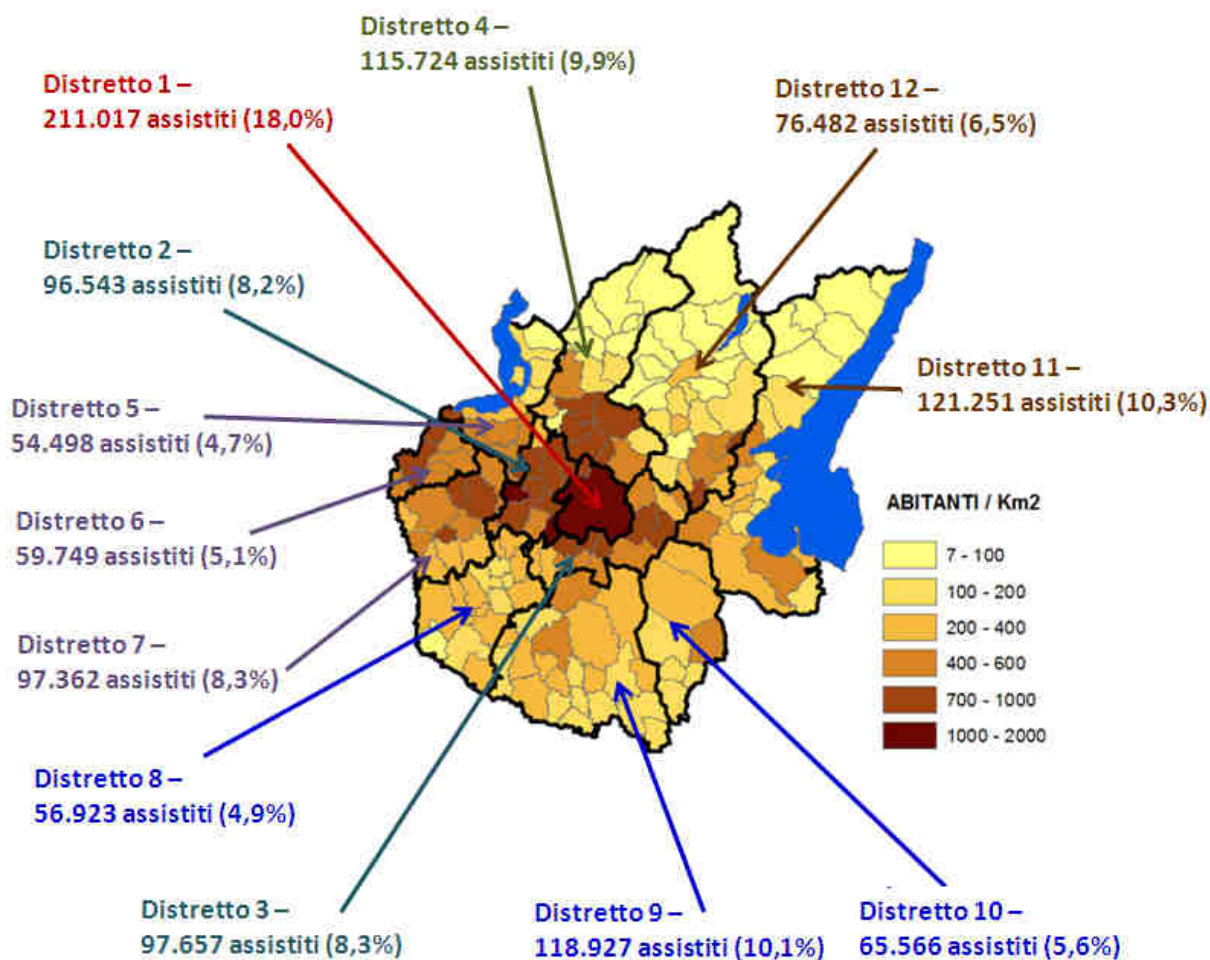 Distretto 4 –
115.724 assistiti (9,9%)
Distretto 1 –
211.017 assistiti (18,0%)
Distretto 12 –
76.482 assistiti (6,5%)
Distretto 2 –
96.543 assistiti (8,2%)
Distretto 11 –
121.251 assistiti (10,3%)
Distretto 5 –
54.498 assistiti (4,7%)
Distretto 6 –
59.749 assistiti (5,1%)
Distretto 7 –
97.362 assistiti (8,3%)
ABITANTI / Km2
7 - 100
100 - 200
200 - 400
400 - 600
700 - 1000
1000 - 2000
Distretto 8 –
56.923 assistiti (4,9%)
Distretto 3 –
97.657 assistiti (8,3%)
Distretto 9 –
118.927 assistiti (10,1%)
Distretto 10 –
65.566 assistiti (5,6%)